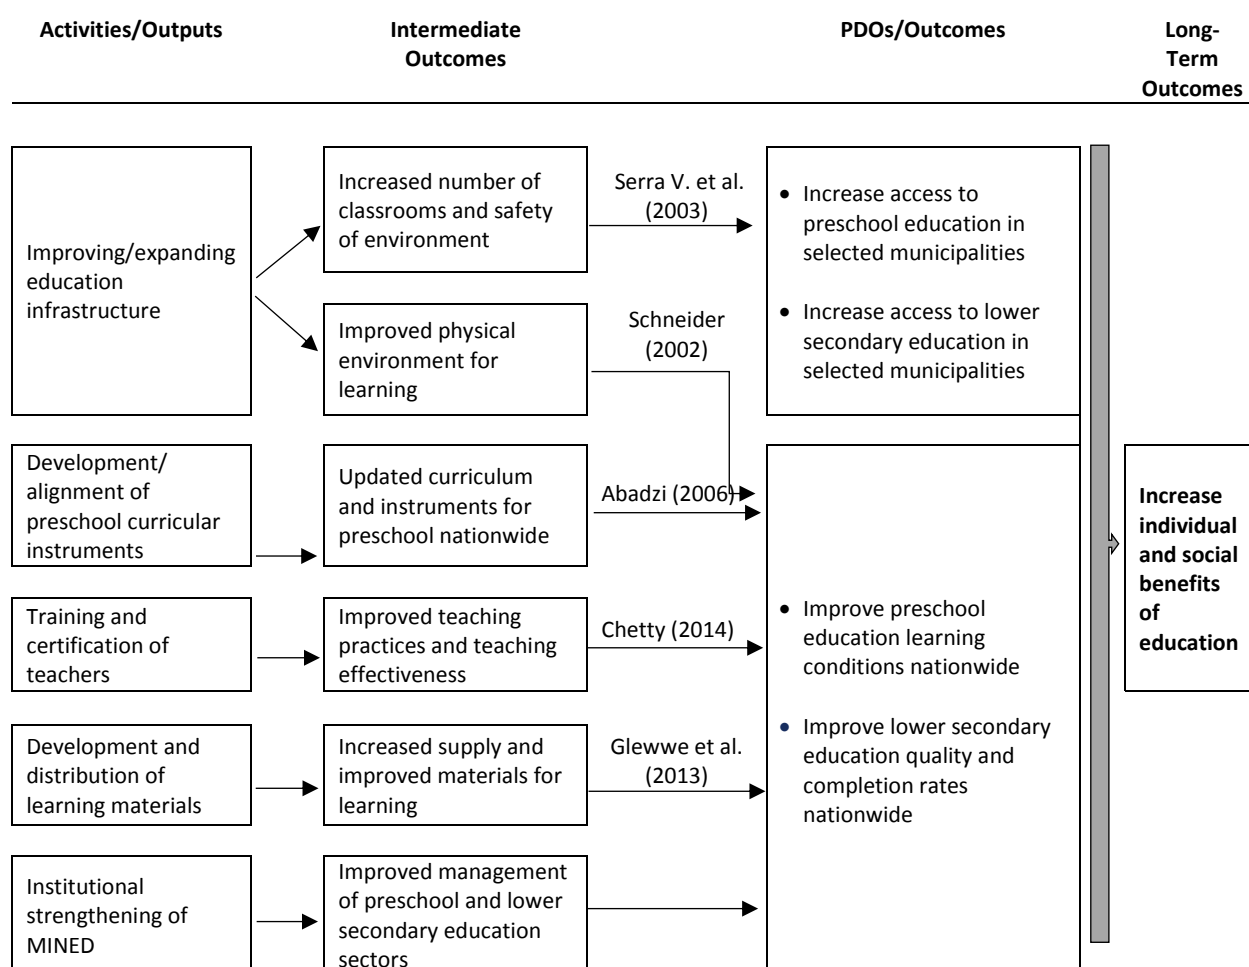 Activities/Outputs
Intermediate
Outcomes
PDOs/Outcomes
Long-
Term
Outcomes
Improving/expanding
education
infrastructure
Increased number of
classrooms and safety
of environment
Serra V. et al.
(2003)
• Increase access to
preschool education in
selected municipalities
• Increase access to lower
secondary education in
selected municipalities
Improved physical
environment for
learning
Schneider
(2002)
Development/
alignment of
preschool curricular
instruments
Updated curriculum
and instruments for
preschool nationwide
Abadzi (2006)
Training and
certification of
teachers
Improved teaching
practices and teaching
effectiveness
Chetty (2014)
• Improve preschool
education learning
conditions nationwide
• Improve lower secondary
education quality and
completion rates
nationwide
Development and
distribution of
learning materials
Increased supply and
improved materials for
learning
Glewwe et al.
(2013)
Institutional
strengthening of
MINED
Improved management
of preschool and lower
secondary education
sectors
Increase
individual
and social
benefits
of
education